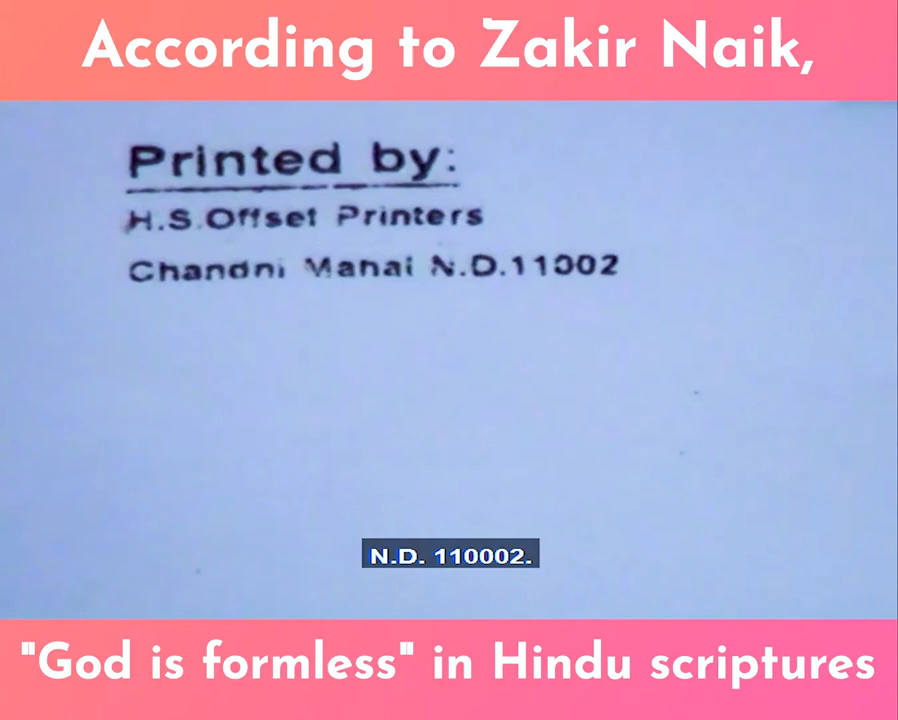 According to Zakir Naik,
Printed by:
H.S.Offset Printers
Chandni Mahal N.D.11002
N.D. 110002.
"God is formless" in Hindu scriptures